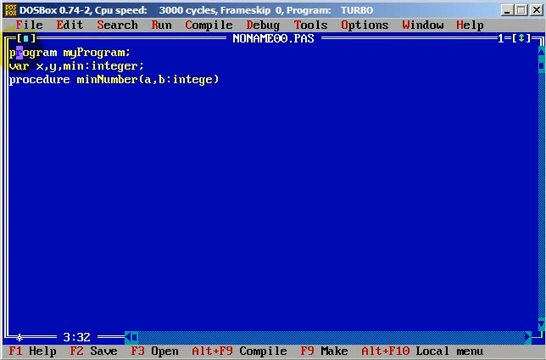 DOSBox 0.74-2, Cpu speed: 3000 cycles, Frameskip 0, Program: TURBO
File Edit Search Run Compile Debug Tools Options Window Help
NONAME00.PAS 1=[↕]
program myProgram;
var x,y,min:integer;
procedure minNumber(a,b:intege)
3:32
F1 Help F2 Save F3 Open Alt+F9 Compile F9 Make Alt+F10 Local menu